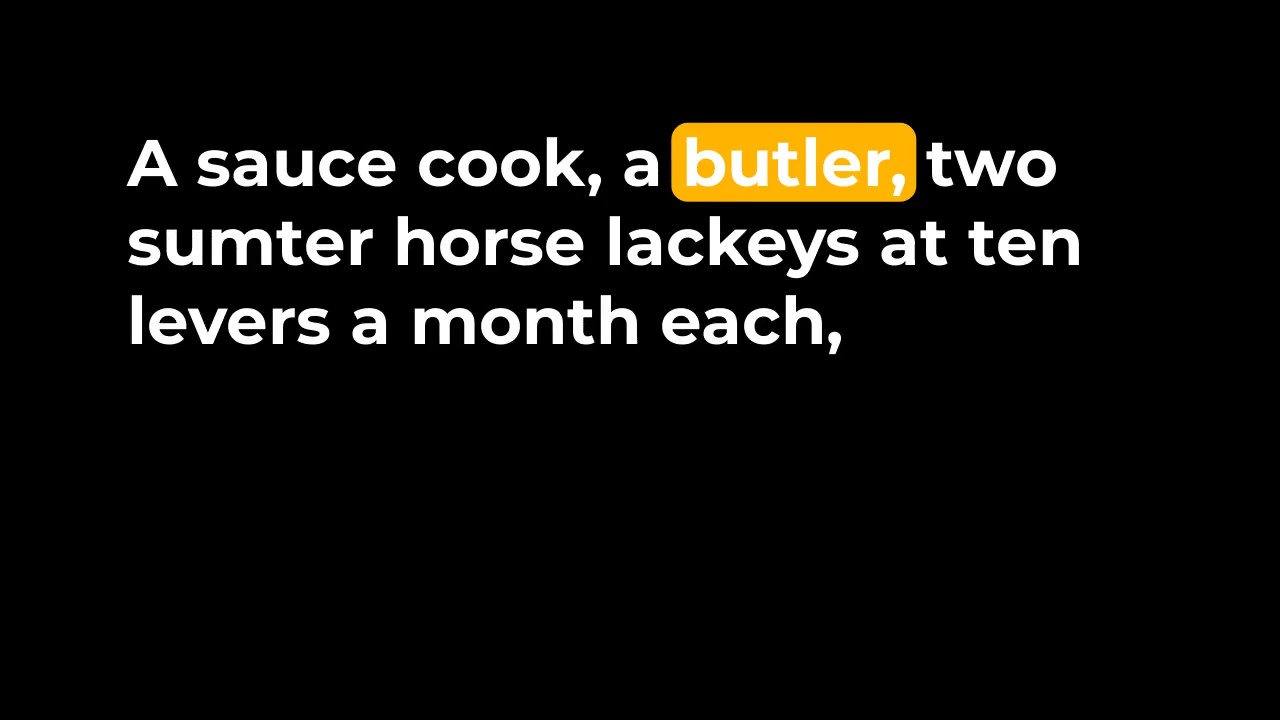 A sauce cook, a butler, two
sumter horse lackeys at ten
levers a month each,